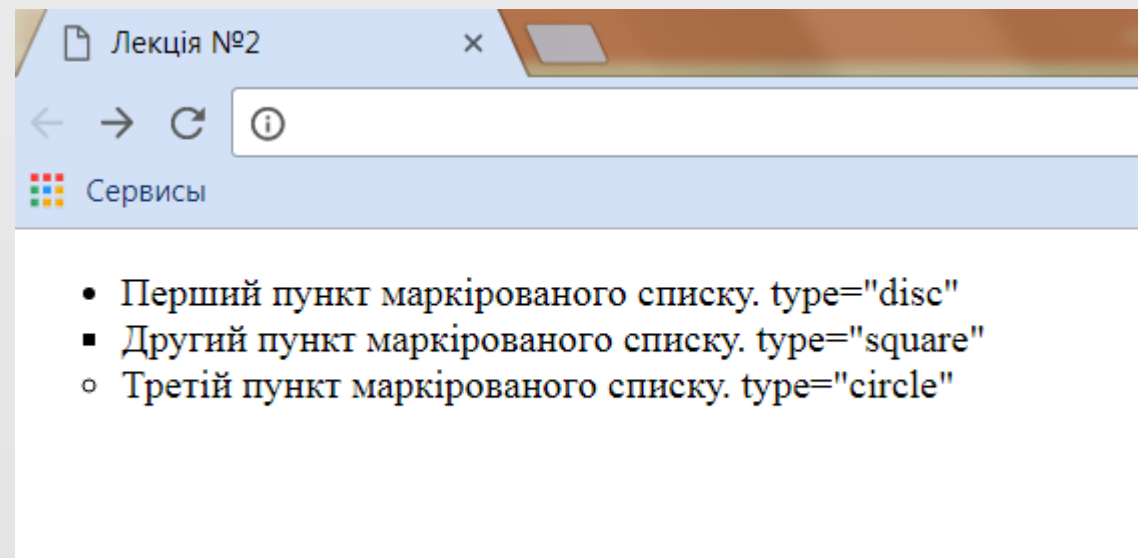 Лекція №2
Сервисы
Перший пункт маркірованого списку. type="disc"
Другий пункт маркірованого списку. type="square"
Третій пункт маркірованого списку. type="circle"